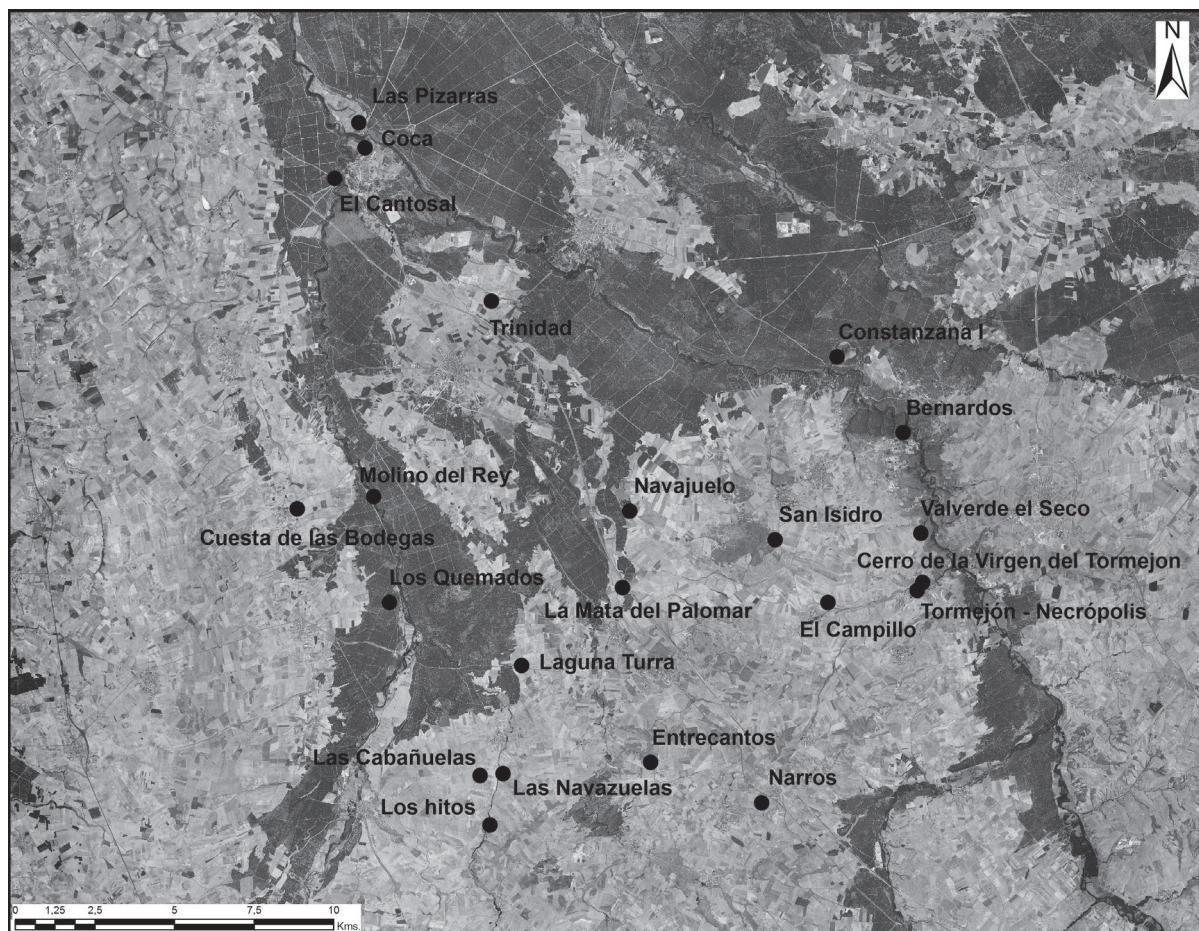 N
Las Pizarras
Coca
El Cantosal
Trinidad
Constanzana I
Bernardos
Molino del Rey
Navajuelo
San Isidro
Valverde el Seco
Cuesta de las Bodegas
Cerro de la Virgen del Tormejon
Los Quemados
La Mata del Palomar
Tormejón - Necrópolis
El Campillo
Laguna Turra
Entrecantos
Las Cabañuelas
Las Navazuelas
Narros
Los hitos
0 1,25 2,5 5 7,5 10
Kms.